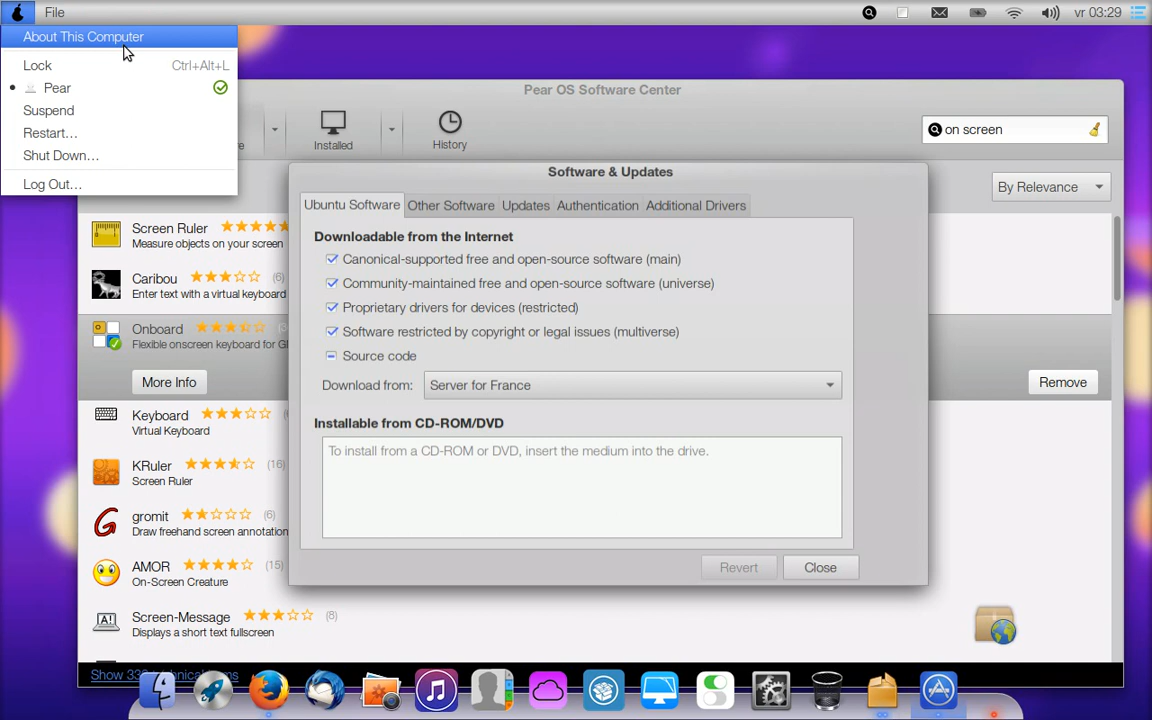 File
vr 03:29
About This Computer
Lock Ctrl+Alt+L
Pear
Suspend
Restart…
Shut Down…
Log Out…
Pear OS Software Center
Installed
History
on screen
By Relevance
Screen Ruler
Measure objects on your screen
Caribou (6)
Enter text with a virtual keyboard
Onboard
Flexible onscreen keyboard for
More Info
Remove
Keyboard
Virtual Keyboard
KRuler (16)
Screen Ruler
gromit (6)
Draw freehand screen annotation
AMOR (15)
On-Screen Creature
Screen-Message (8)
Displays a short text fullscreen
Software & Updates
Ubuntu Software Other Software Updates Authentication Additional Drivers
Downloadable from the Internet
Canonical-supported free and open-source software (main)
Community-maintained free and open-source software (universe)
Proprietary drivers for devices (restricted)
Software restricted by copyright or legal issues (multiverse)
Source code
Download from: Server for France
Installable from CD-ROM/DVD
To install from a CD-ROM or DVD, insert the medium into the drive.
Revert Close
Show